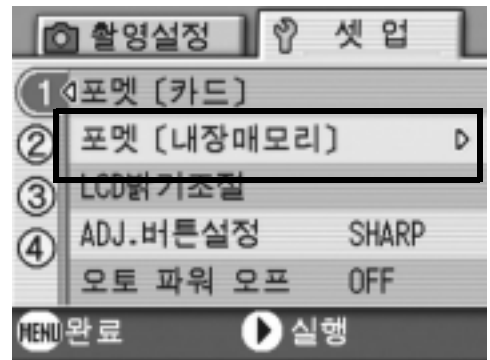 촬영설정 셋 업
1 포멧 [카드]
2 포멧 [내장매모리]
3 LCD밝기조절
4 ADJ.버튼설정 SHARP
오토 파워 오프 OFF
MENU 완료 실행